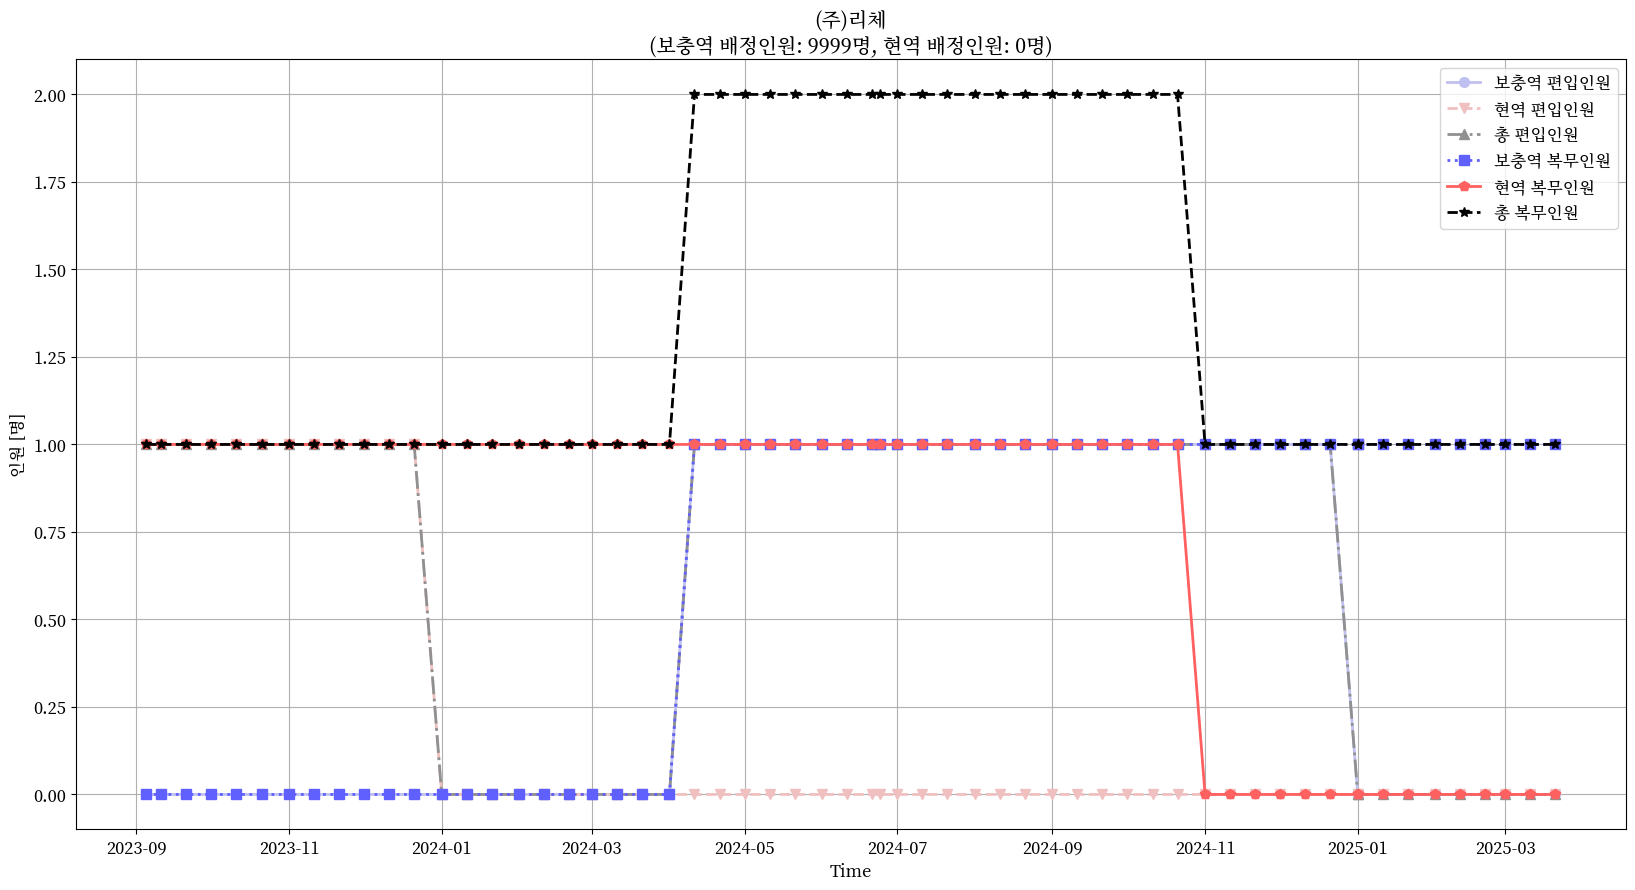 (주)리체
(보충역 배정인원: 9999명, 현역 배정인원: 0명)
보충역 편입인원
현역 편입인원
총 편입인원
보충역 복무인원
현역 복무인원
총 복무인원
인원 [명]
2.00
1.75
1.50
1.25
1.00
0.75
0.50
0.25
0.00
2023-09 2023-11 2024-01 2024-03 2024-05 2024-07 2024-09 2024-11 2025-01 2025-03
Time